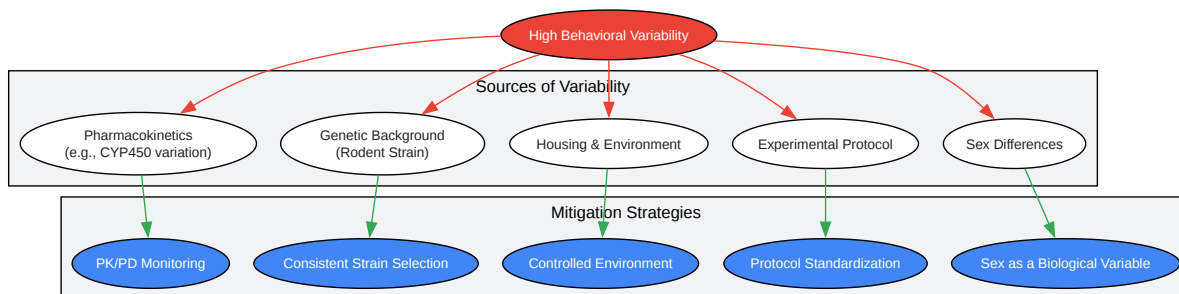 High Behavioral Variability
Sources of Variability
Pharmacokinetics
(e.g., CYP450 variation)
Genetic Background
(Rodent Strain)
Housing & Environment
Experimental Protocol
Sex Differences
Mitigation Strategies
PK/PD Monitoring
Consistent Strain Selection
Controlled Environment
Protocol Standardization
Sex as a Biological Variable